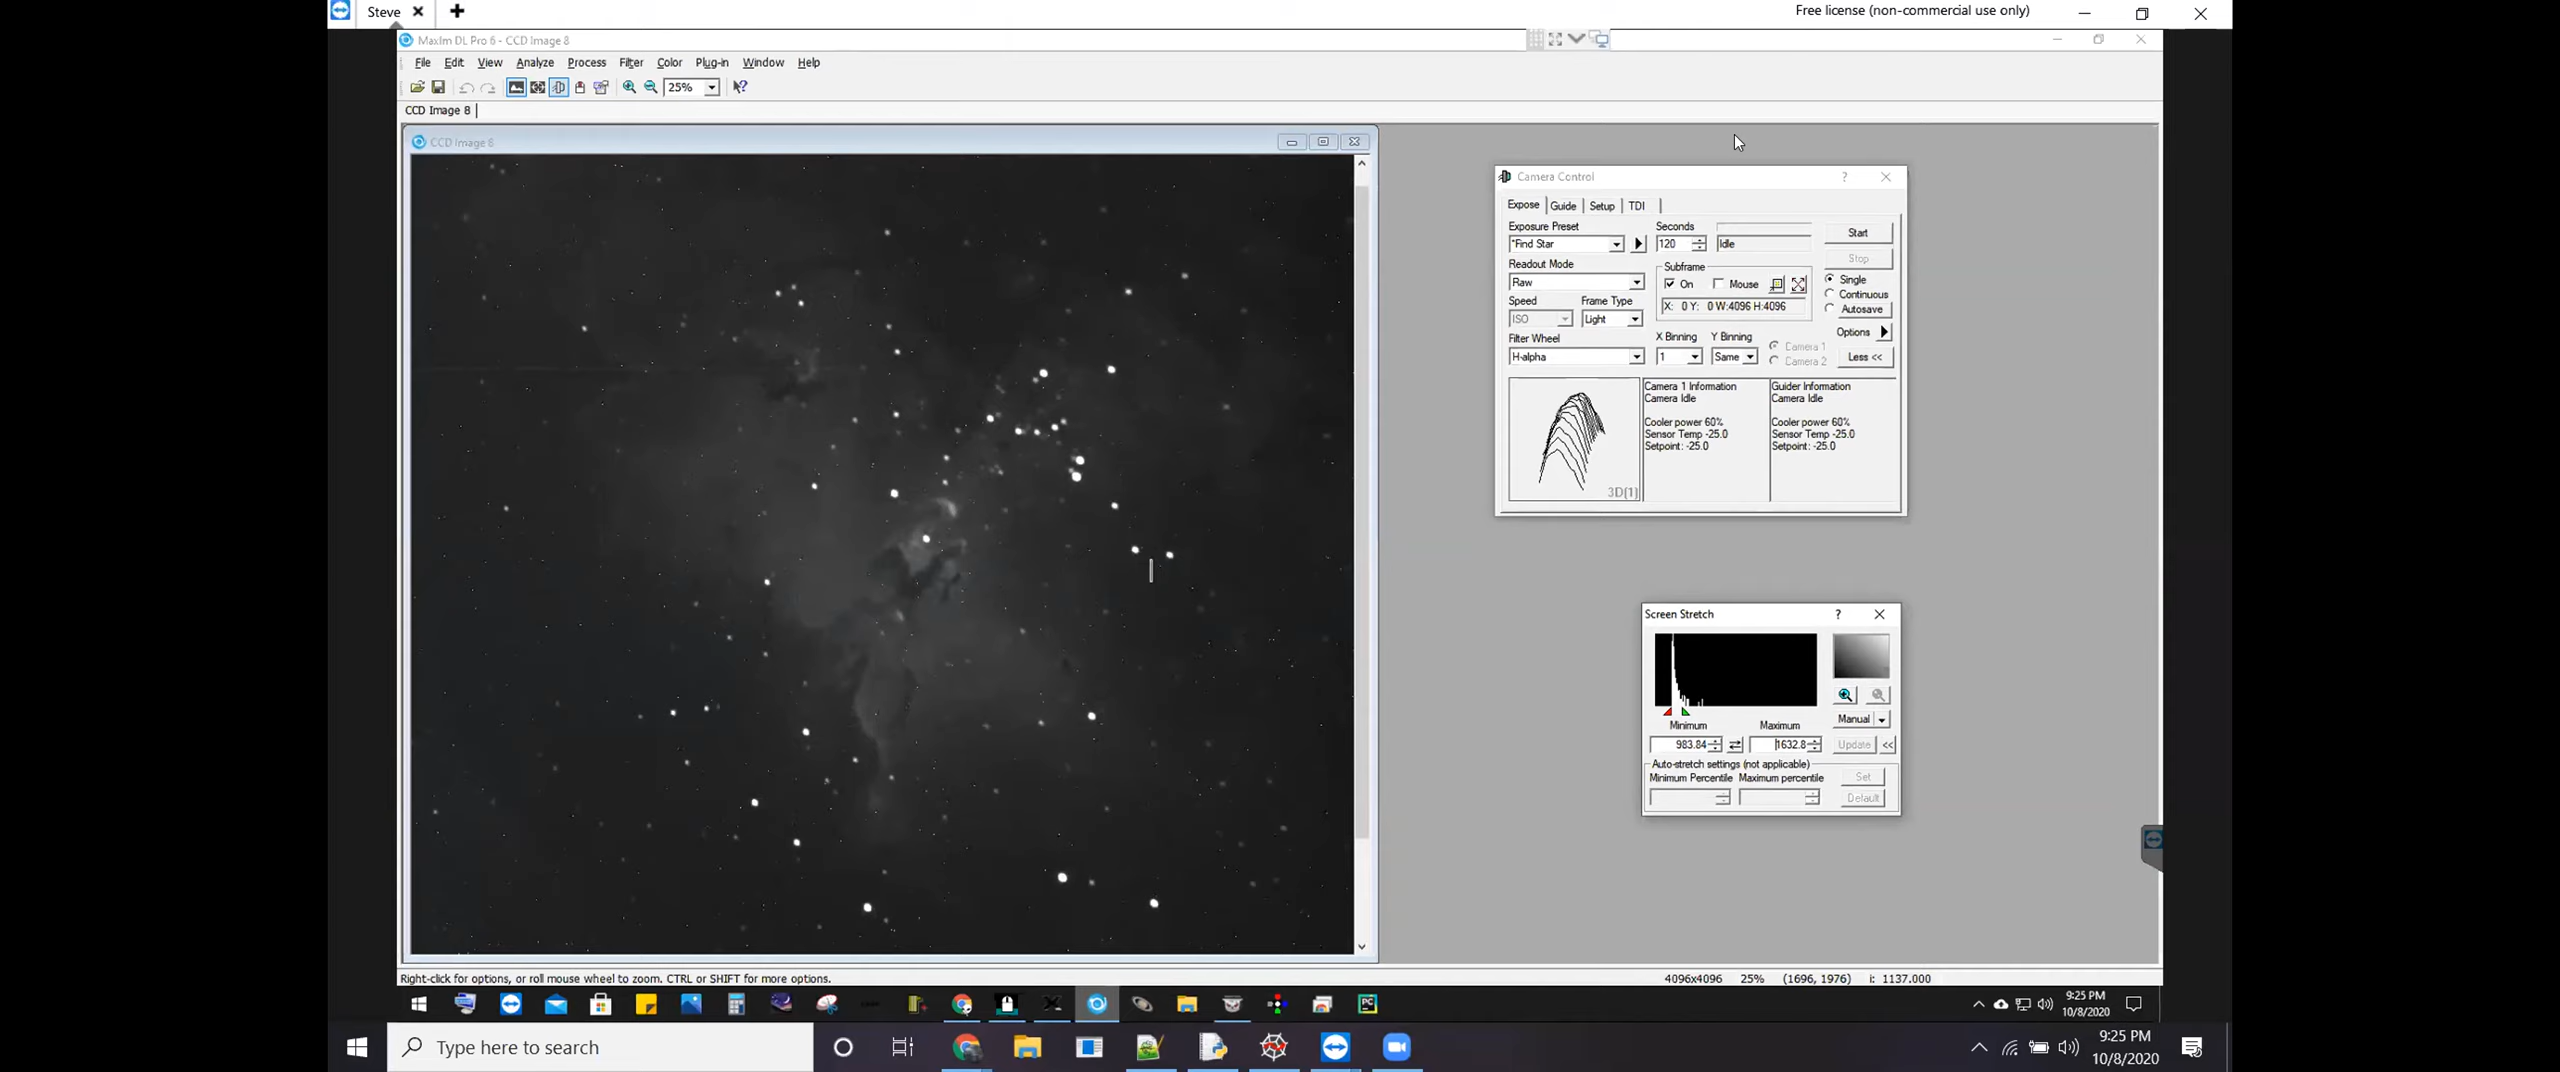 Steve
Free license (non-commercial use only)
MaxIm DL Pro 6 - CCD Image 8
File Edit View Analyze Process Filter Color Plug-in Window Help
25%
CCD Image 8
CCD Image 8
Camera Control
Expose Guide Setup TDI
Exposure Preset
Seconds
*Find Star
120
Idle
Start
Stop
Readout Mode
Raw
Subframe
On Mouse
X: 0 Y: 0 W:4096 H:4096
Single
Continuous
Autosave
Speed
ISO
Frame Type
Light
Options
Filter Wheel
H-alpha
X Binning
1
Y Binning
Same
Camera 1
Camera 2
Less <<
3D[1]
Camera 1 Information
Camera Idle
Cooler power 60%
Sensor Temp -25.0
Setpoint: -25.0
Guider Information
Camera Idle
Cooler power 60%
Sensor Temp -25.0
Setpoint: -25.0
Screen Stretch
Minimum
Maximum
Manual
983.84
1632.8
Update
<<
Auto-stretch settings (not applicable)
Minimum Percentile
Maximum percentile
Set
Default
Right-click for options, or roll mouse wheel to zoom. CTRL or SHIFT for more options.
4096x4096 25% (1696, 1976) i: 1137.000
9:25 PM
10/8/2020
Type here to search
9:25 PM
10/8/2020